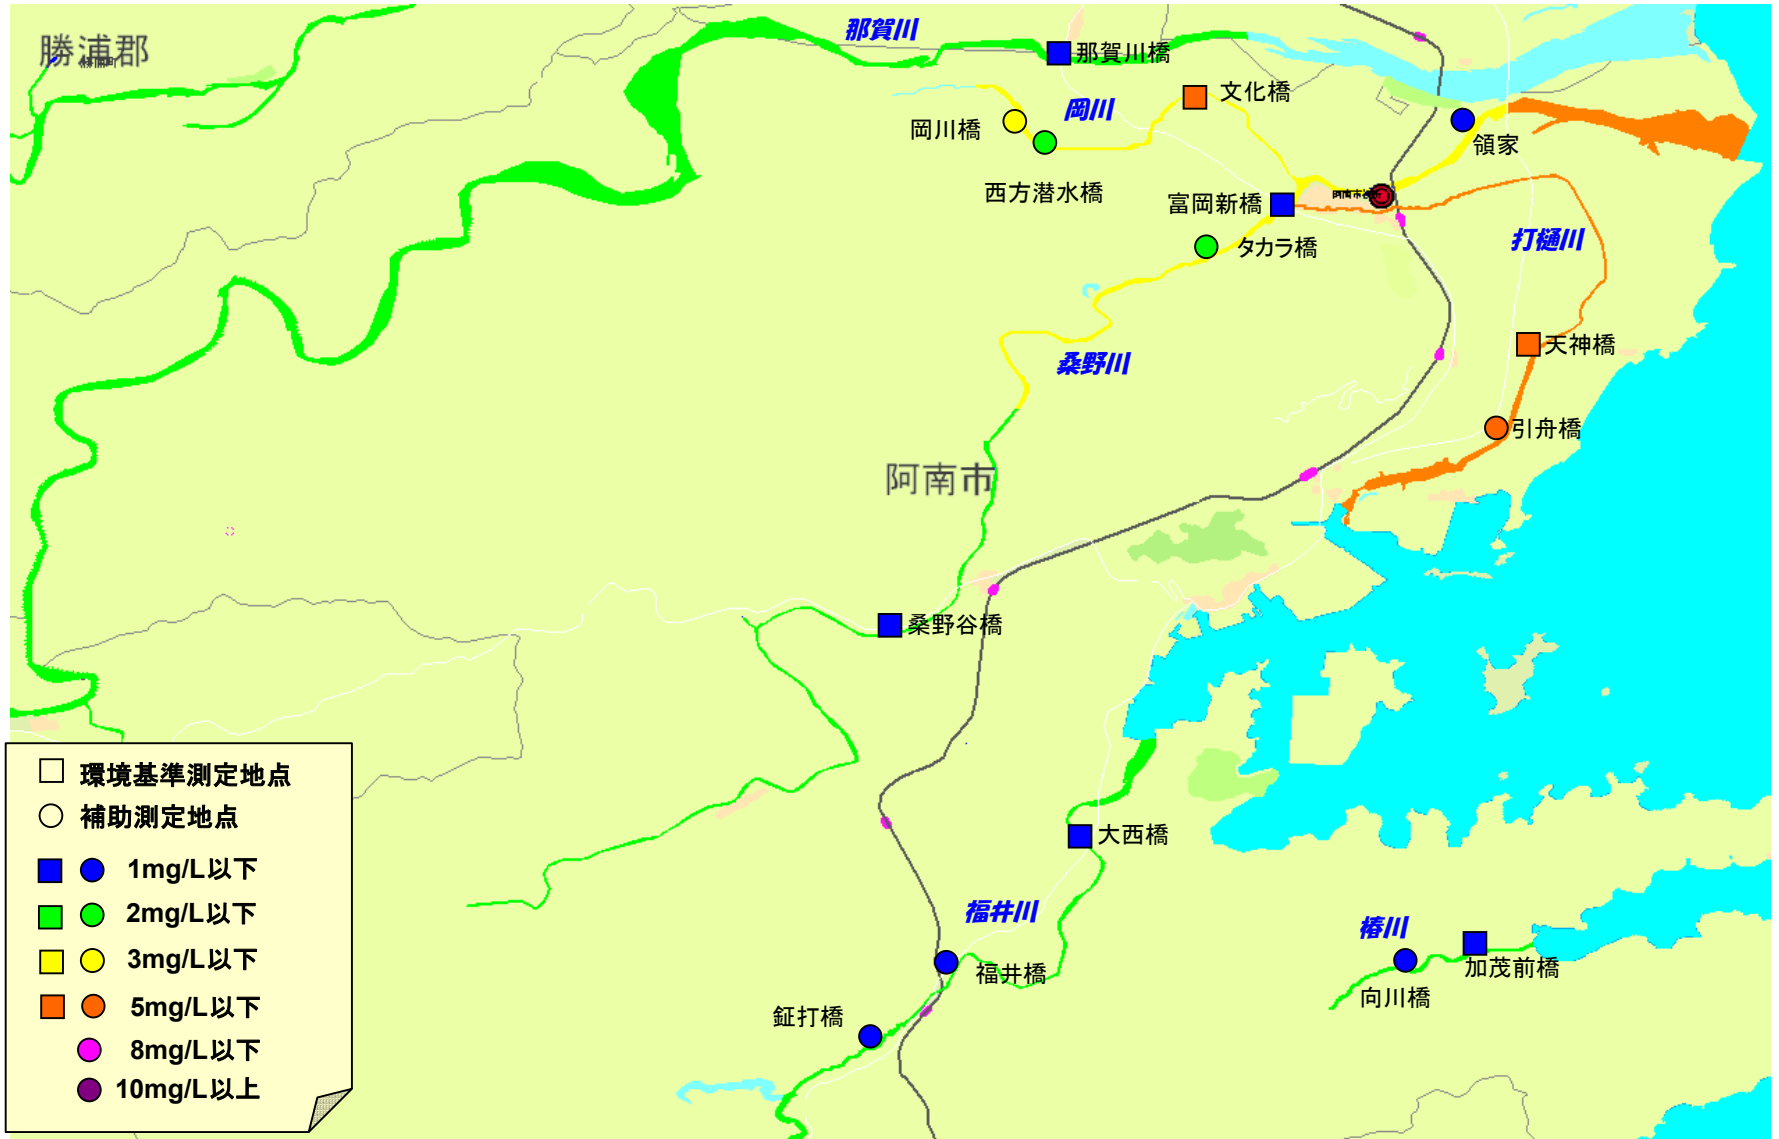 勝浦郡
那賀川
那賀川橋
文化橋
岡川
岡川橋
領家
西方潜水橋
富岡新橋
阿南市役所
タカラ橋
打樋川
天神橋
桑野川
引舟橋
阿南市
桑野谷橋
大西橋
福井川
椿川
福井橋
加茂前橋
向川橋
鉦打橋
環境基準測定地点
補助測定地点
1mg/L以下
2mg/L以下
3mg/L以下
5mg/L以下
8mg/L以下
10mg/L以上